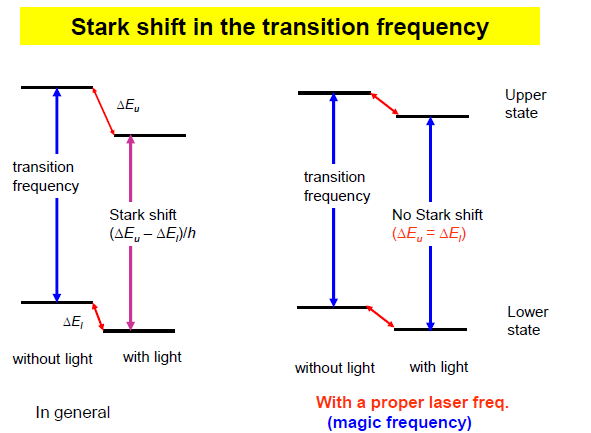 Stark shift in the transition frequency
ΔEu
transition
frequency
Stark shift
(ΔEu – ΔEl)/h
ΔEl
without light
with light
In general
Upper
state
transition
frequency
No Stark shift
(ΔEu = ΔEl)
Lower
state
without light
with light
With a proper laser freq.
(magic frequency)